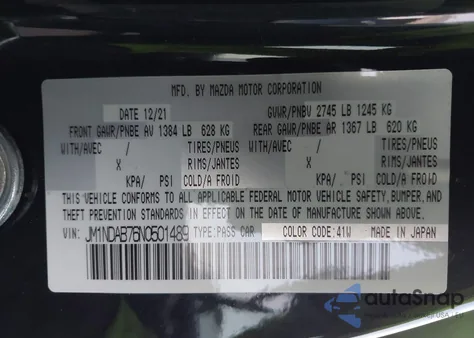 MFD. BY MAZDA MOTOR CORPORATION
DATE 12/21 GVWR/PNBV 2745 LB 1245 KG
FRONT GAWR/PNBE AV 1384 LB 628 KG REAR GAWR/PNBE AR 1367 LB 620 KG
WITH/AVEC / TIRES/PNEUS WITH/AVEC / TIRES/PNEUS
X RIMS/JANTES X RIMS/JANTES
KPA/ PSI COLD/A FROID KPA/ PSI COLD/A FROID
THIS VEHICLE CONFORMS TO ALL APPLICABLE FEDERAL MOTOR VEHICLE SAFETY, BUMPER, AND
THEFT PREVENTION STANDARDS IN EFFECT ON THE DATE OF MANUFACTURE SHOWN ABOVE.
VIN: JM1NDAB76N0501489 TYPE: PASS CAR COLOR CODE: 41W MADE IN JAPAN
autoSnap